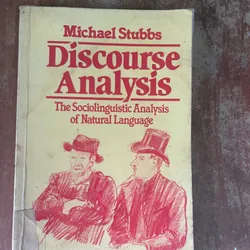 Michael Stubbs
Discourse
Analysis
The Sociolinguistic Analysis
of Natural Language